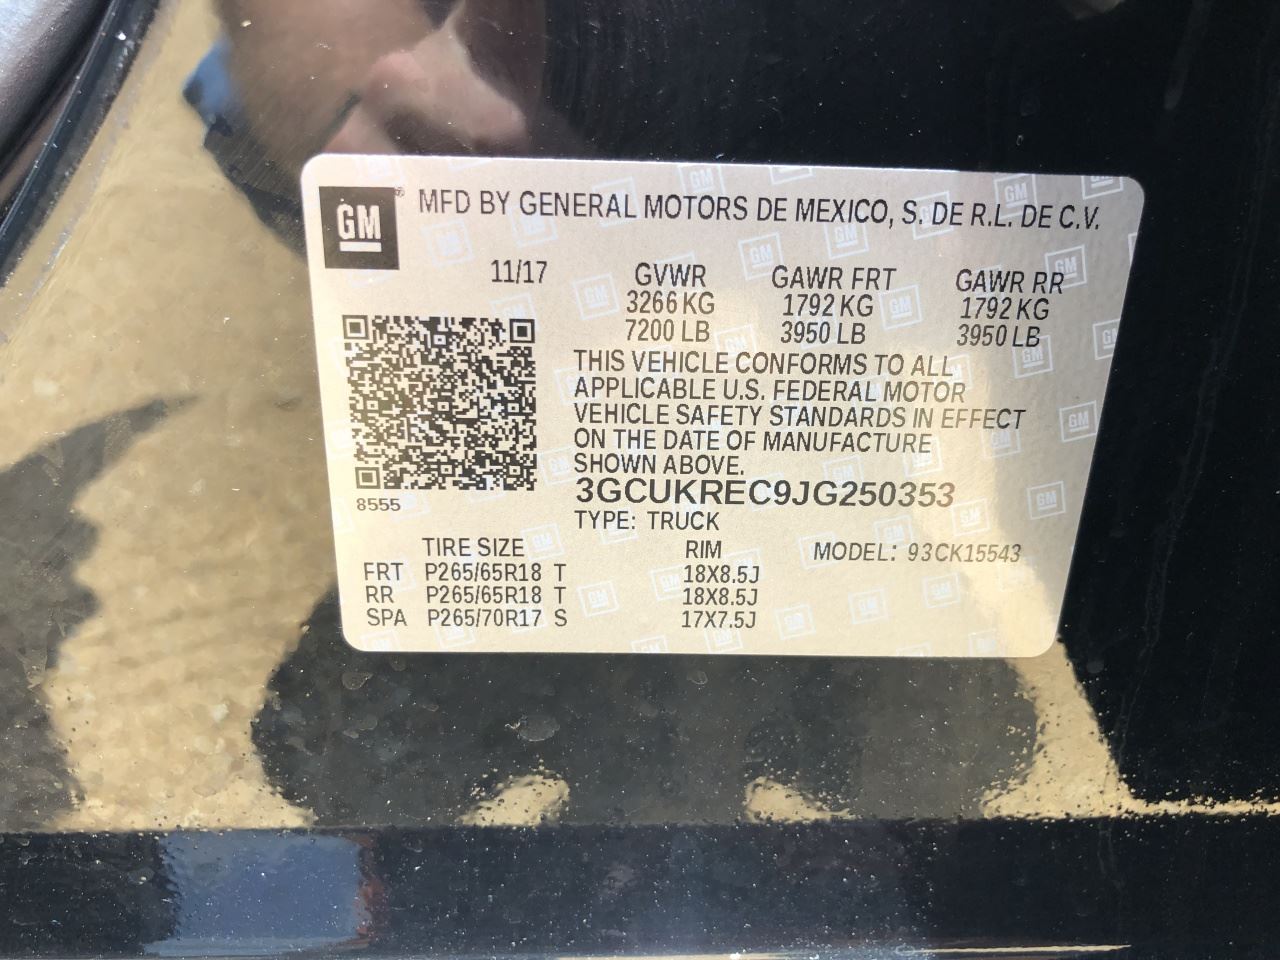 GM® MFD BY GENERAL MOTORS DE MEXICO, S. DE R.L. DE C.V.
11/17 GVWR GAWR FRT GAWR RR
3266 KG 1792 KG 1792 KG
7200 LB 3950 LB 3950 LB
THIS VEHICLE CONFORMS TO ALL
APPLICABLE U.S. FEDERAL MOTOR
VEHICLE SAFETY STANDARDS IN EFFECT
ON THE DATE OF MANUFACTURE
SHOWN ABOVE.
8555
3GCUKREC9JG250353
TYPE: TRUCK
TIRE SIZE RIM MODEL: 93CK15543
FRT P265/65R18 T 18X8.5J
RR P265/65R18 T 18X8.5J
SPA P265/70R17 S 17X7.5J